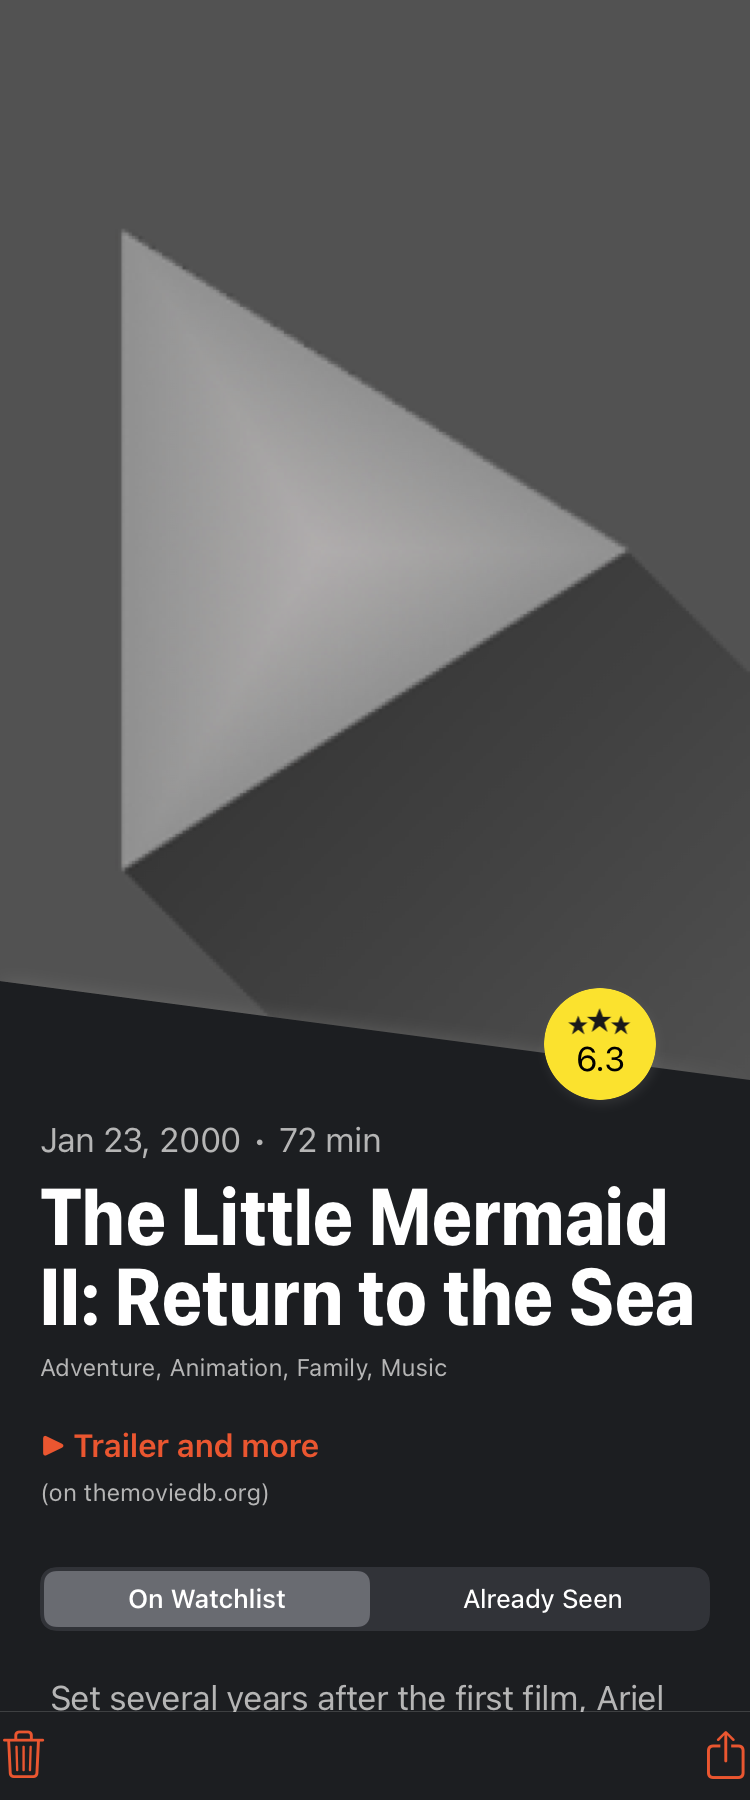 6.3
Jan 23, 2000 • 72 min
The Little Mermaid
II: Return to the Sea
Adventure, Animation, Family, Music
Trailer and more
(on themoviedb.org)
On Watchlist
Already Seen
Set several years after the first film, Ariel